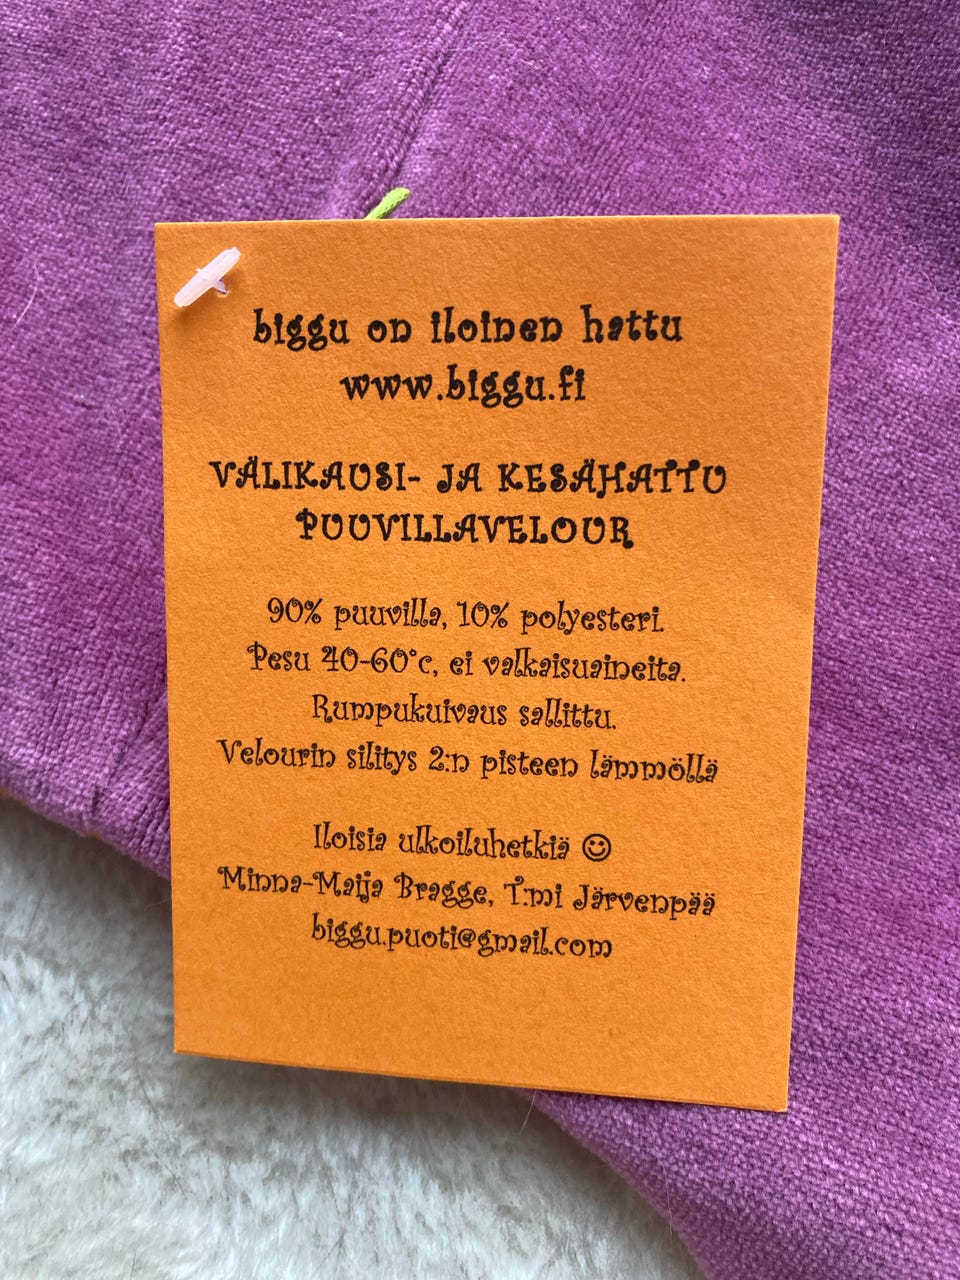 biggu on iloinen hattu
www.biggu.fi
VÄLIKAUSI- JA KESÄHATTU
PUUVILLAVELOUR
90% puuvilla, 10% polyesteri.
Pesu 40-60°c, ei valkaisuaineita.
Rumpukuivaus sallittu.
Velourin silitys 2:n pisteen lämmöllä
Iloisia ulkoiluhetkiä ☺
Minna-Maija Bragge, T:mi Järvenpää
biggu.puoti@gmail.com